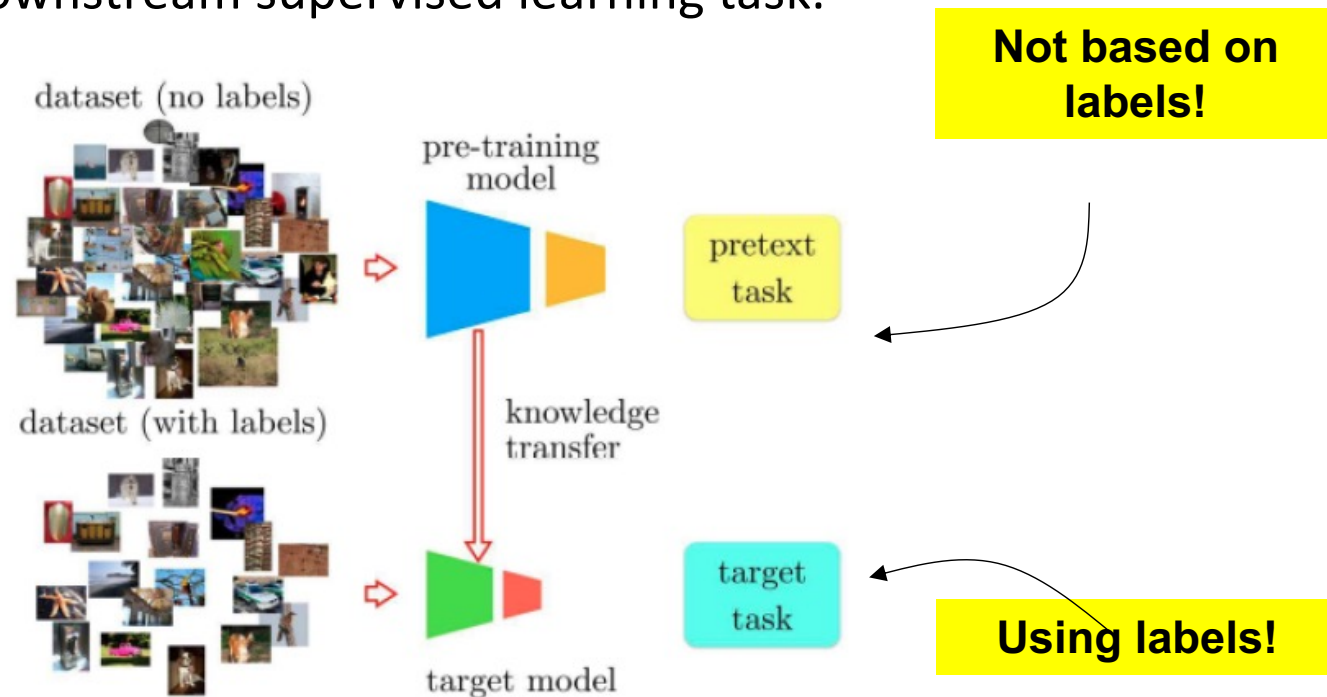 ownstream supervised learning task.
Not based on
labels!
dataset (no labels)
pre-training
model
pretext
task
knowledge
transfer
dataset (with labels)
target
task
Using labels!
target model